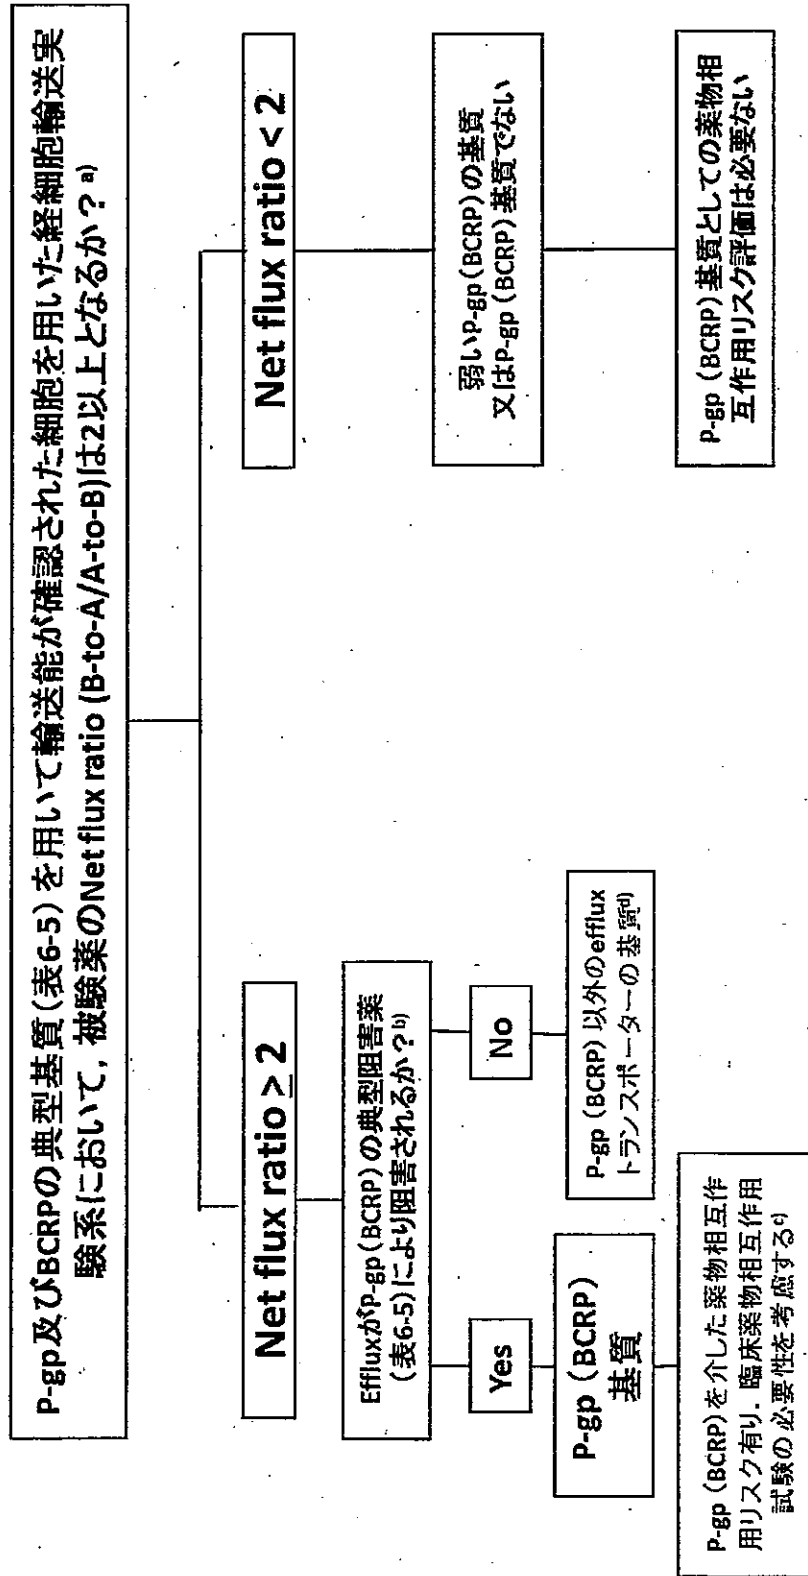 P-gp及びBCRPの典型基質(表6-5)を用いて輸送能が確認された細胞を用いた経細胞輸送実
験系において, 被験薬のNet flux ratio (B-to-A/A-to-B)は2以上となるか？a)
Net flux ratio ≥ 2
Effluxが P-gp(BCRP)の典型阻害薬
(表6-5)により阻害されるか？b)
Yes
P-gp (BCRP)
基質
P-gp (BCRP)を介した薬物相互作
用リスク有り. 臨床薬物相互作用
試験の必要性を考慮するc)
No
P-gp (BCRP) 以外のefflux
トランスポーターの基質d)
Net flux ratio < 2
弱いP-gp(BCRP)の基質
又はP-gp (BCRP)基質でない
P-gp (BCRP)基質としての薬物相
互作用リスク評価は必要ない